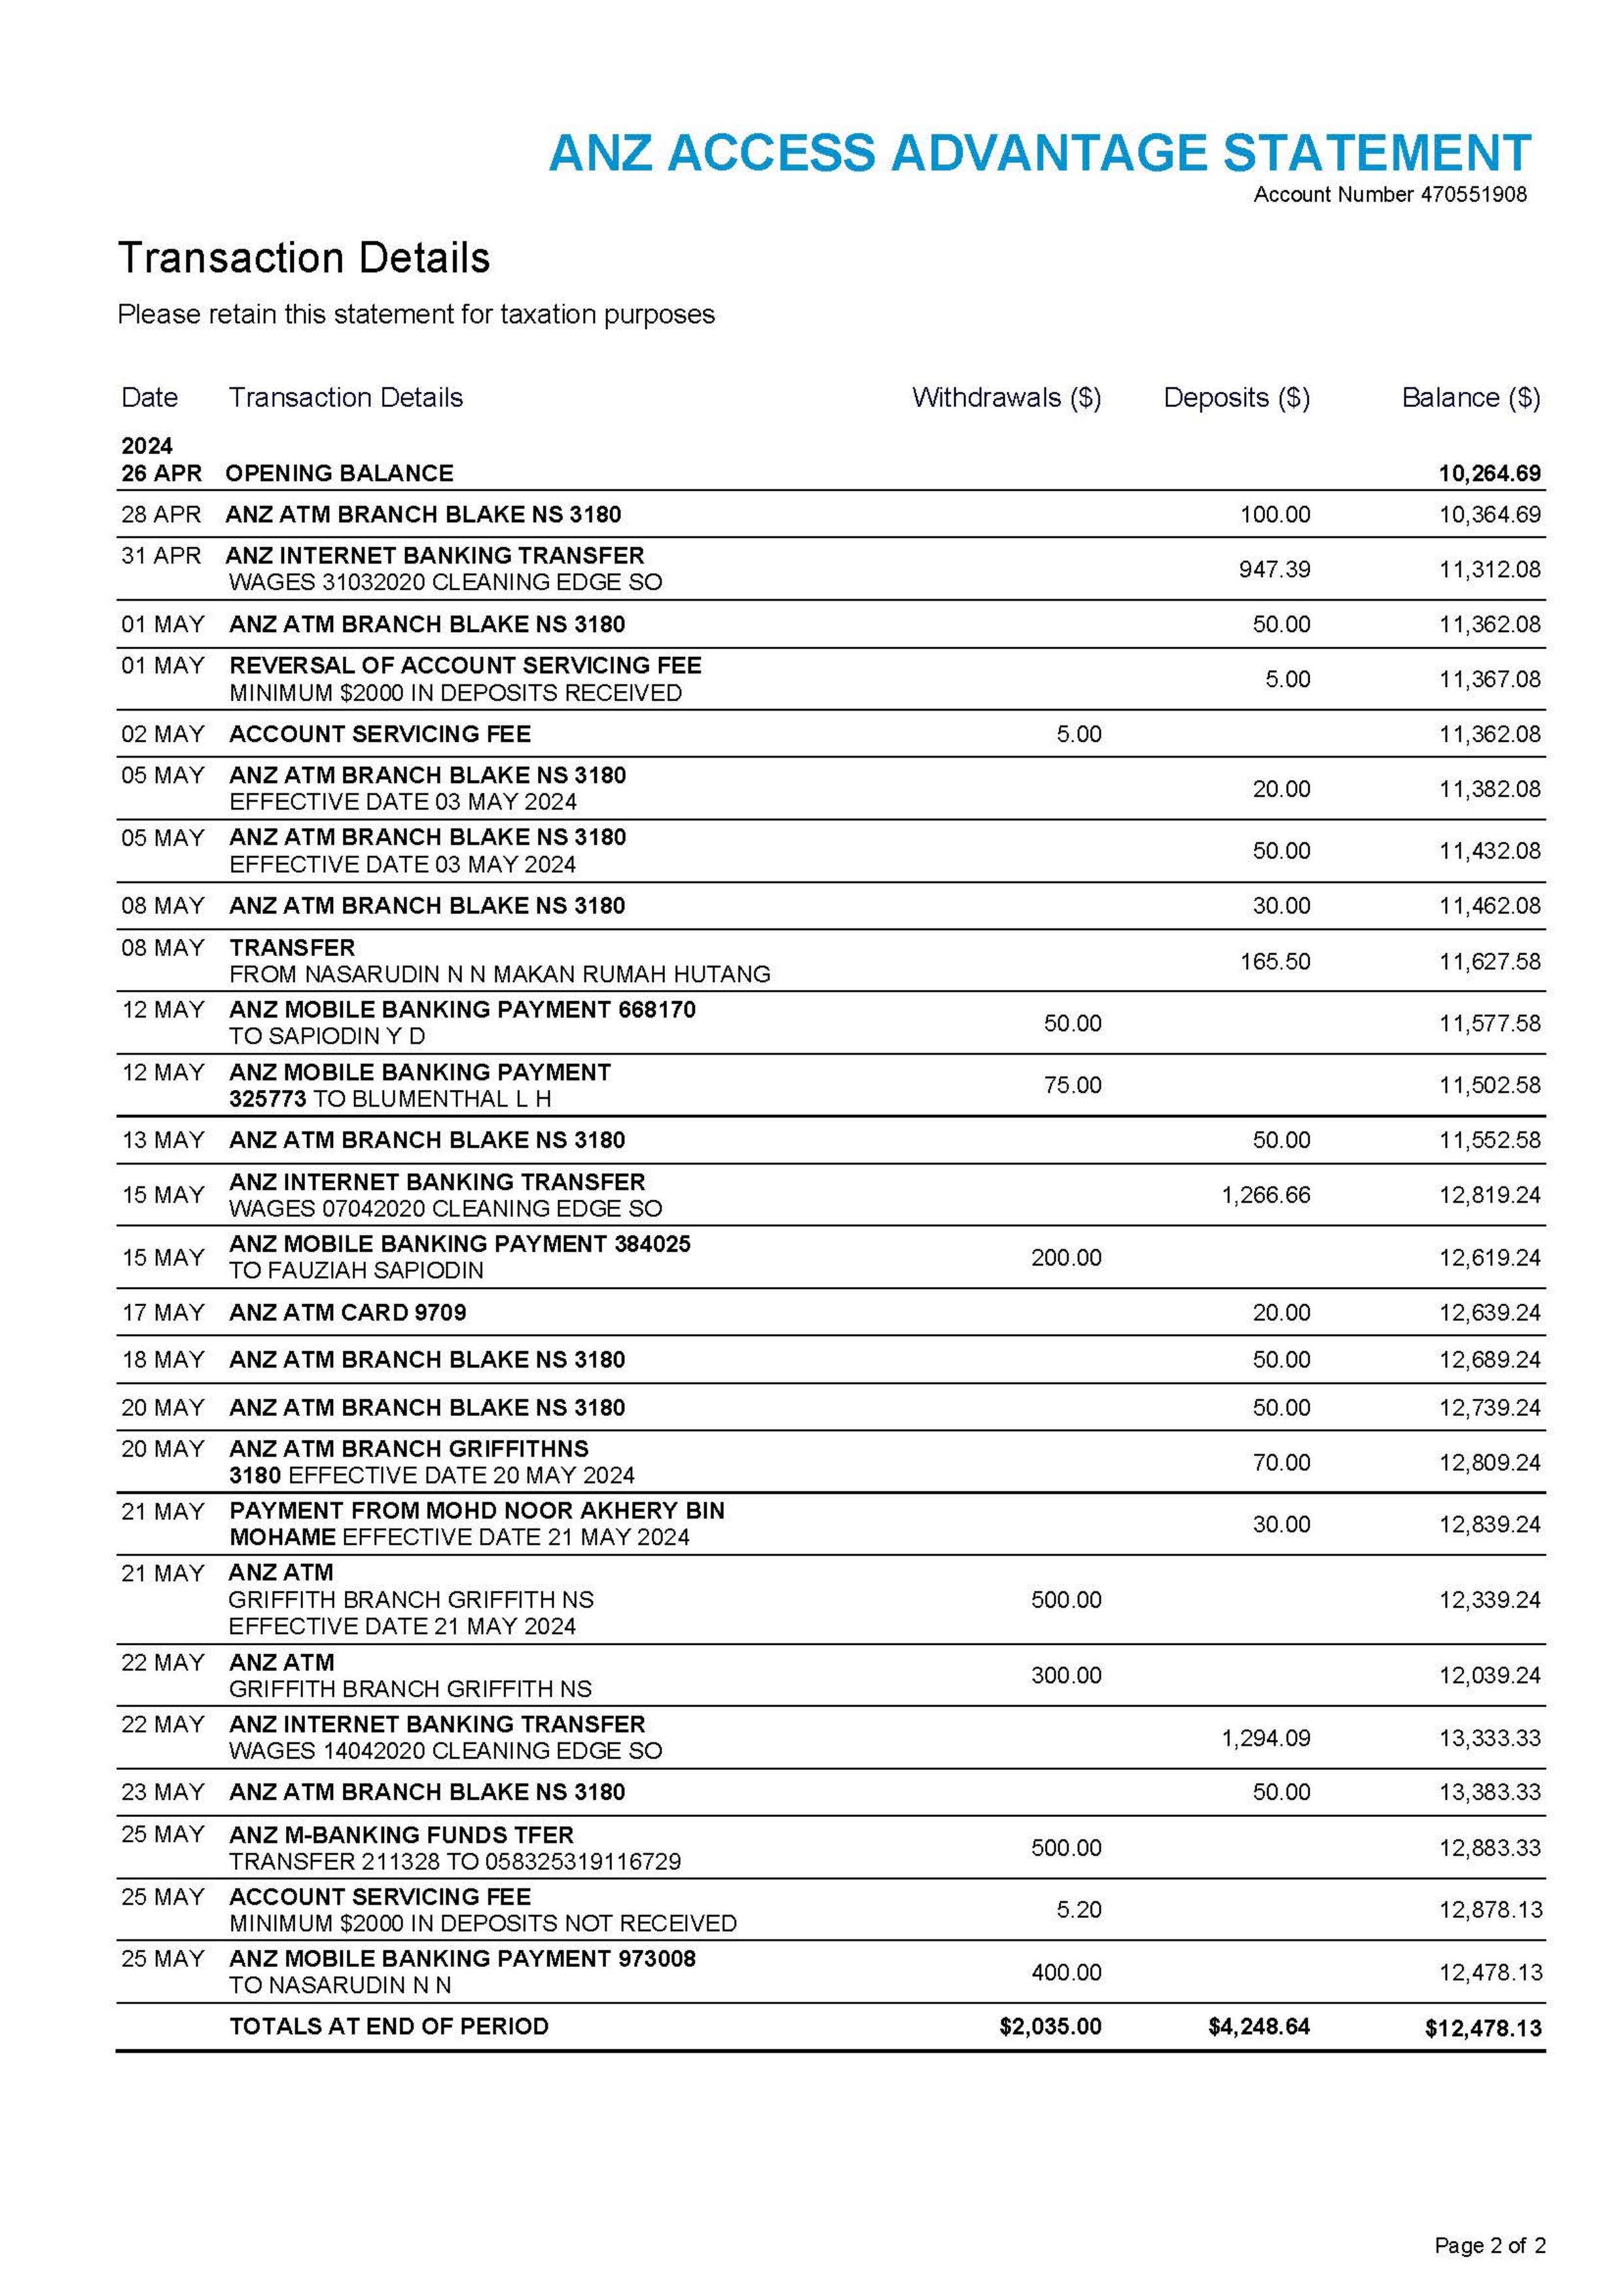 ANZ ACCESS ADVANTAGE STATEMENT
Account Number 470551908
Transaction Details
Please retain this statement for taxation purposes
Date Transaction Details Withdrawals ($) Deposits ($) Balance ($)
2024
26 APR OPENING BALANCE 10,264.69
28 APR ANZ ATM BRANCH BLAKE NS 3180 100.00 10,364.69
31 APR ANZ INTERNET BANKING TRANSFER
WAGES 31032020 CLEANING EDGE SO 947.39 11,312.08
01 MAY ANZ ATM BRANCH BLAKE NS 3180 50.00 11,362.08
01 MAY REVERSAL OF ACCOUNT SERVICING FEE
MINIMUM $2000 IN DEPOSITS RECEIVED 5.00 11,367.08
02 MAY ACCOUNT SERVICING FEE 5.00 11,362.08
05 MAY ANZ ATM BRANCH BLAKE NS 3180
EFFECTIVE DATE 03 MAY 2024 20.00 11,382.08
05 MAY ANZ ATM BRANCH BLAKE NS 3180
EFFECTIVE DATE 03 MAY 2024 50.00 11,432.08
08 MAY ANZ ATM BRANCH BLAKE NS 3180 30.00 11,462.08
08 MAY TRANSFER
FROM NASARUDIN N N MAKAN RUMAH HUTANG 165.50 11,627.58
12 MAY ANZ MOBILE BANKING PAYMENT 668170
TO SAPIODIN Y D 50.00 11,577.58
12 MAY ANZ MOBILE BANKING PAYMENT
325773 TO BLUMENTHAL L H 75.00 11,502.58
13 MAY ANZ ATM BRANCH BLAKE NS 3180 50.00 11,552.58
15 MAY ANZ INTERNET BANKING TRANSFER
WAGES 07042020 CLEANING EDGE SO 1,266.66 12,819.24
15 MAY ANZ MOBILE BANKING PAYMENT 384025
TO FAUZIAH SAPIODIN 200.00 12,619.24
17 MAY ANZ ATM CARD 9709 20.00 12,639.24
18 MAY ANZ ATM BRANCH BLAKE NS 3180 50.00 12,689.24
20 MAY ANZ ATM BRANCH BLAKE NS 3180 50.00 12,739.24
20 MAY ANZ ATM BRANCH GRIFFITHNS
3180 EFFECTIVE DATE 20 MAY 2024 70.00 12,809.24
21 MAY PAYMENT FROM MOHD NOOR AKHERY BIN
MOHAME EFFECTIVE DATE 21 MAY 2024 30.00 12,839.24
21 MAY ANZ ATM
GRIFFITH BRANCH GRIFFITH NS 500.00 12,339.24
EFFECTIVE DATE 21 MAY 2024
22 MAY ANZ ATM
GRIFFITH BRANCH GRIFFITH NS 300.00 12,039.24
22 MAY ANZ INTERNET BANKING TRANSFER
WAGES 14042020 CLEANING EDGE SO 1,294.09 13,333.33
23 MAY ANZ ATM BRANCH BLAKE NS 3180 50.00 13,383.33
25 MAY ANZ M-BANKING FUNDS TFER
TRANSFER 211328 TO 058325319116729 500.00 12,883.33
25 MAY ACCOUNT SERVICING FEE
MINIMUM $2000 IN DEPOSITS NOT RECEIVED 5.20 12,878.13
25 MAY ANZ MOBILE BANKING PAYMENT 973008
TO NASARUDIN N N 400.00 12,478.13
TOTALS AT END OF PERIOD $2,035.00 $4,248.64 $12,478.13
Page 2 of 2